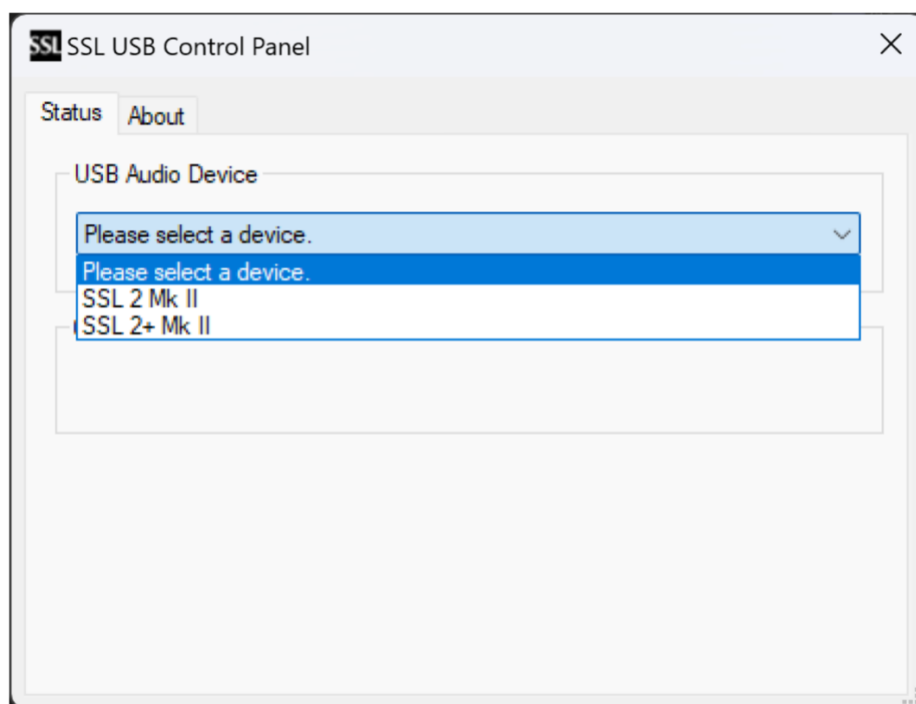 SSL SSL USB Control Panel
Status About
USB Audio Device
Please select a device.
Please select a device.
SSL 2 Mk II
SSL 2+ Mk II